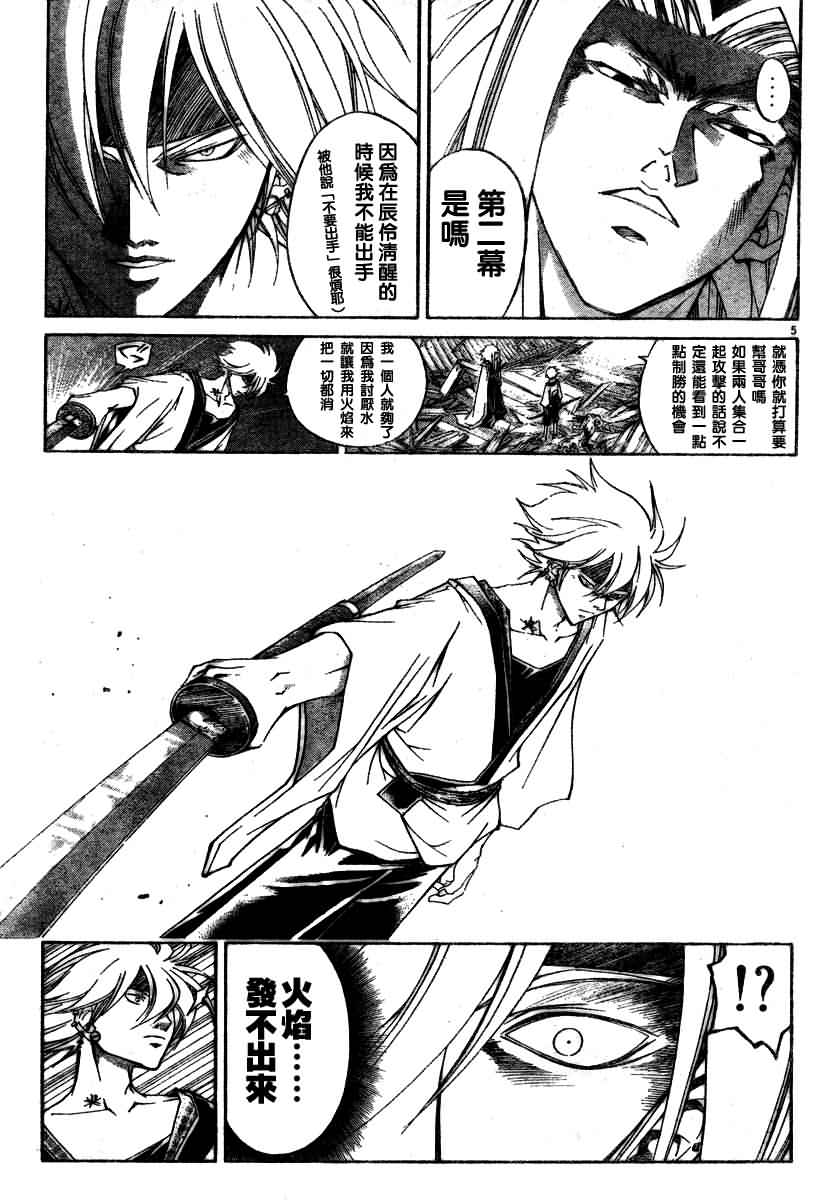 ……
第二幕
是嗎
因爲在辰伶清醒的
時候我不能出手
（被他說「不要出手」很煩耶）
5
就憑你就打算要
幫哥哥嗎
如果兩人集合一
起攻擊的話說不
定還能看到一點
點制勝的機會
我一個人就夠了
因爲我討厭水
就讓我用火焰來
把一切都消
!?
火焰……
發不出來